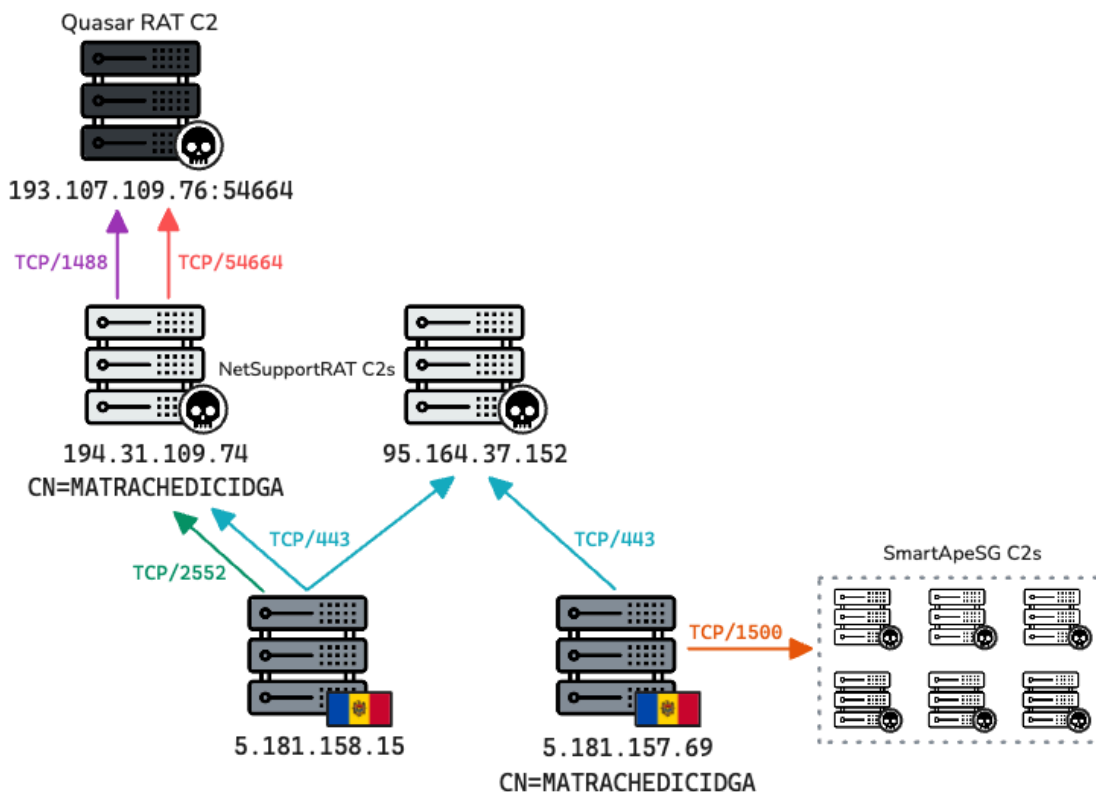 Quasar RAT C2
193.107.109.76:54664
TCP/1488
TCP/54664
NetSupportRAT C2s
194.31.109.74
CN=MATRACHEDICIDGA
95.164.37.152
TCP/443
TCP/443
TCP/2552
SmartApeSG C2s
TCP/1500
5.181.158.15
5.181.157.69
CN=MATRACHEDICIDGA